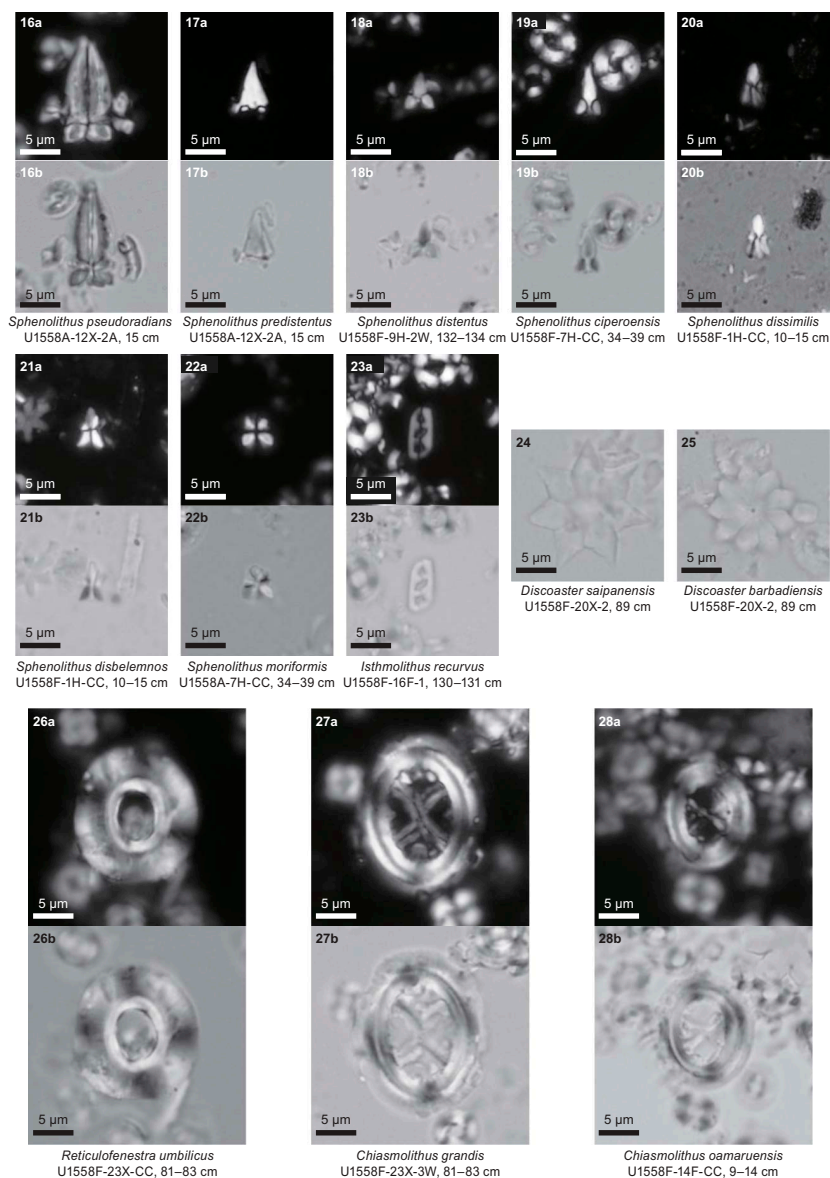 16a
17a
18a
19a
20a
5 µm
5 µm
5 µm
5 µm
5 µm
16b
17b
18b
19b
20b
5 µm
5 µm
5 µm
5 µm
5 µm
Sphenolithus pseudoradians
U1558A-12X-2A, 15 cm
Sphenolithus predistentus
U1558A-12X-2A, 15 cm
Sphenolithus distentus
U1558F-9H-2W, 132–134 cm
Sphenolithus ciperoensis
U1558F-7H-CC, 34–39 cm
Sphenolithus dissimilis
U1558F-1H-CC, 10–15 cm
21a
22a
23a
5 µm
5 µm
5 µm
24
25
5 µm
5 µm
21b
22b
23b
5 µm
5 µm
5 µm
Discoaster saipanensis
U1558F-20X-2, 89 cm
Discoaster barbadiensis
U1558F-20X-2, 89 cm
Sphenolithus disbelemnos
U1558F-1H-CC, 10–15 cm
Sphenolithus moriformis
U1558A-7H-CC, 34–39 cm
Isthmolithus recurvus
U1558F-16F-1, 130–131 cm
26a
27a
28a
5 µm
5 µm
5 µm
26b
27b
28b
5 µm
5 µm
5 µm
Reticulofenestra umbilicus
U1558F-23X-CC, 81–83 cm
Chiasmolithus grandis
U1558F-23X-3W, 81–83 cm
Chiasmolithus oamaruensis
U1558F-14F-CC, 9–14 cm